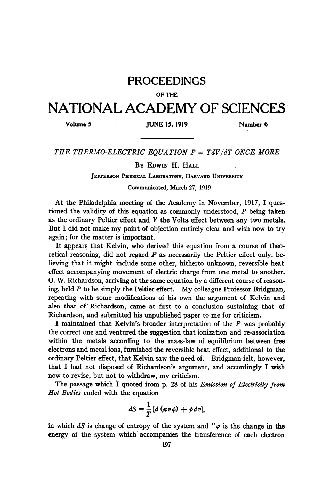 PROCEEDINGS
OF THE
NATIONAL ACADEMY OF SCIENCES
Volume 5 JUNE 15, 1919 Number 6
THE THERMO-ELECTRIC EQUATION P = TdV/dT ONCE MORE
BY EDWIN H. HALL
JEFFERSON PHYSICAL LABORATORY, HARVARD UNIVERSITY
Communicated, March 27, 1919
At the Philadelphia meeting of the Academy in November, 1917, I ques-
tioned the validity of this equation as commonly understood, P being taken
as the ordinary Peltier effect and V the Volta effect between any two metals.
But I did not make my point of objection entirely clear and wish now to try
again; for the matter is important.
It appears that Kelvin, who derived this equation from a course of theo-
retical reasoning, did not regard P as necessarily the Peltier effect only, be-
lieving that it might include some other, hitherto unknown, reversible heat
effect accompanying movement of electric charge from one metal to another.
O. W. Richardson, arriving at the same equation by a different course of reason-
ing, held P to be simply the Peltier effect. My colleague Professor Bridgman,
repeating with some modifications of his own the argument of Kelvin and
also that of Richardson, came at first to a conclusion sustaining that of
Richardson, and submitted his unpublished paper to me for criticism.
I maintained that Kelvin's broader interpretation of the P was probably
the correct one and ventured the suggestion that ionization and re-association
within the metals according to the mass-law of equilibrium between free
electrons and metal ions, furnished the reversible heat effect, additional to the
ordinary Peltier effect, that Kelvin saw the need of. Bridgman felt, however,
that I had not disposed of Richardson's argument, and accordingly I wish
now to revise, but not to withdraw, my criticism.
The passage which I quoted from p. 28 of his Emission of Electricity from
Hot Bodies ended with the equation
dS = 1/T [d (nvφ) + p dv],
in which dS is change of entropy of the system and "φ is the change in the
energy of the system which accompanies the transference of each electron
197